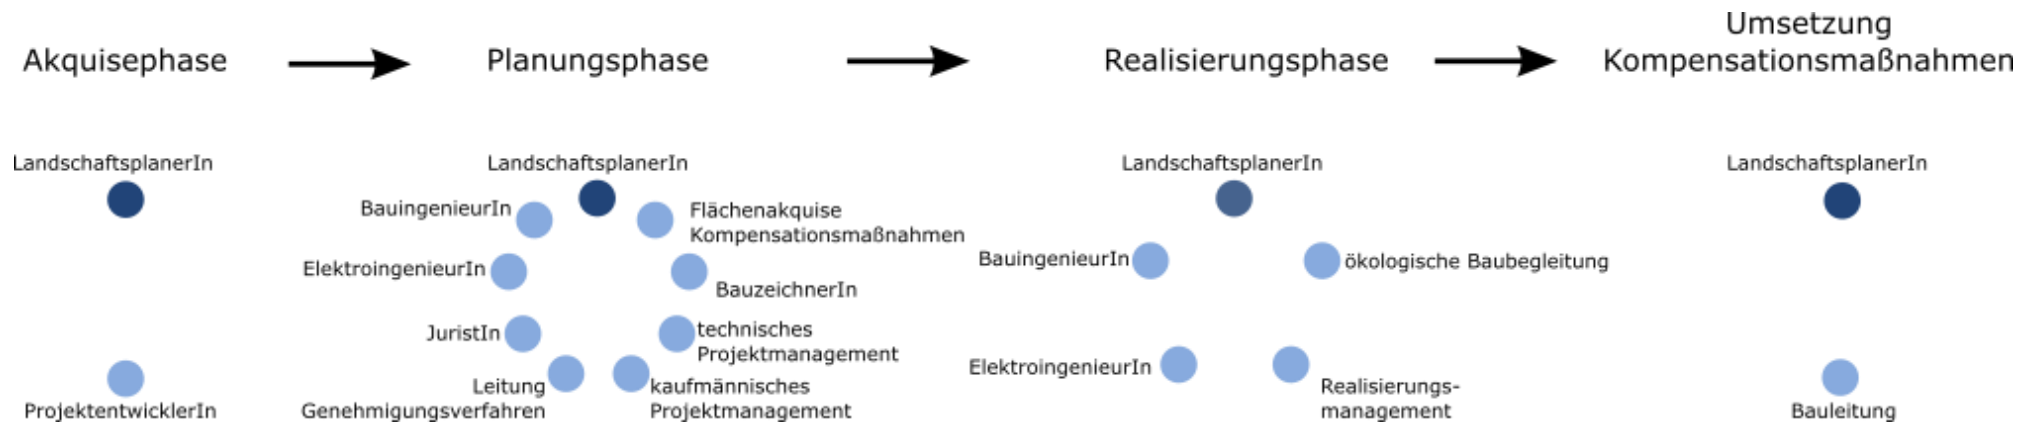 Akquisephase
Planungsphase
Realisierungsphase
Umsetzung
Kompensationsmaßnahmen
LandschaftsplanerIn
ProjektentwicklerIn
LandschaftsplanerIn
BauingenieurIn
Flächenakquise
Kompensationsmaßnahmen
ElektroingenieurIn
BauzeichnerIn
JuristIn
technisches
Projektmanagement
Leitung
Genehmigungsverfahren
kaufmännisches
Projektmanagement
LandschaftsplanerIn
BauingenieurIn
ökologische Baubegleitung
ElektroingenieurIn
Realisierungs-
management
LandschaftsplanerIn
Bauleitung